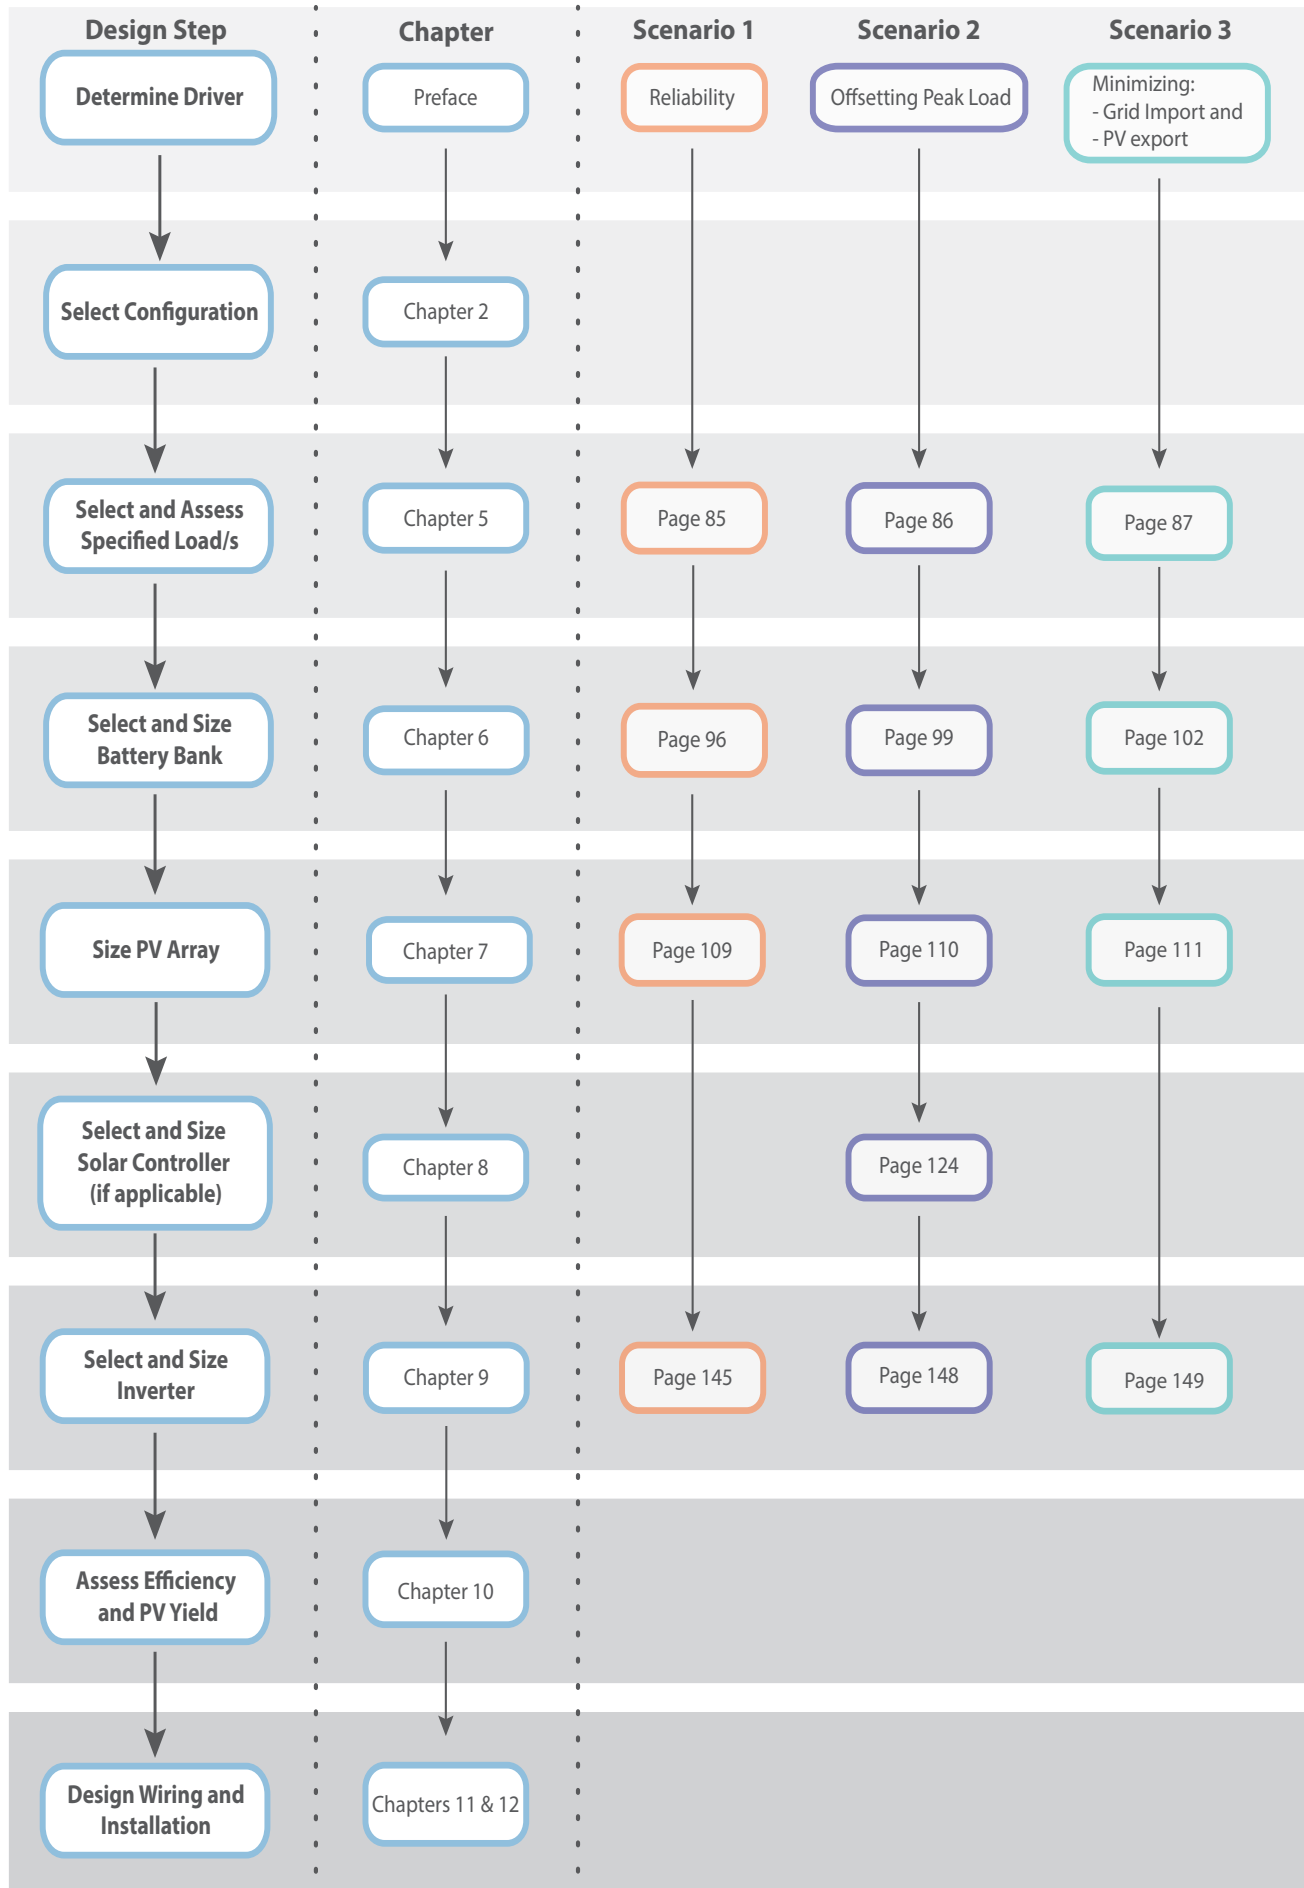 Design Step
Chapter
Scenario 1
Scenario 2
Scenario 3
Determine Driver
Preface
Reliability
Offsetting Peak Load
Minimizing:
- Grid Import and
- PV export
Select Configuration
Chapter 2
Select and Assess
Specified Load/s
Chapter 5
Page 85
Page 86
Page 87
Select and Size
Battery Bank
Chapter 6
Page 96
Page 99
Page 102
Size PV Array
Chapter 7
Page 109
Page 110
Page 111
Select and Size
Solar Controller
(if applicable)
Chapter 8
Page 124
Select and Size
Inverter
Chapter 9
Page 145
Page 148
Page 149
Assess Efficiency
and PV Yield
Chapter 10
Design Wiring and
Installation
Chapters 11 & 12